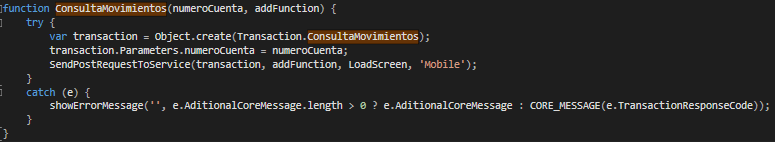 function ConsultaMovimientos(numeroCuenta, addFunction) {
try {
var transaction = Object.create(Transaction.ConsultaMovimientos);
transaction.Parameters.numeroCuenta = numeroCuenta;
SendPostRequestToService(transaction, addFunction, LoadScreen, 'Mobile');
}
catch (e) {
showErrorMessage('', e.AditionalCoreMessage.length > 0 ? e.AditionalCoreMessage : CORE_MESSAGE(e.TransactionResponseCode));
}
}